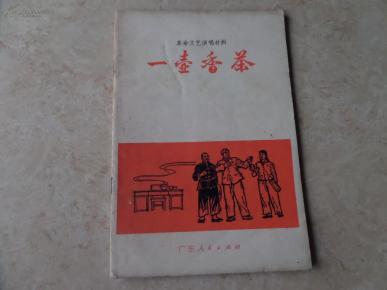 革命文艺演唱材料
一壶香茶
广东人民出版社